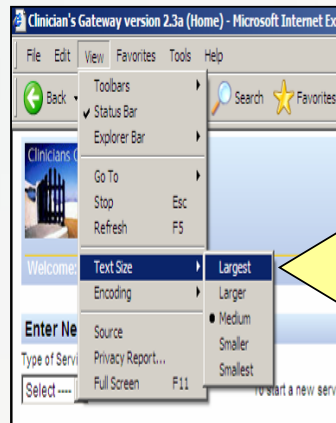 Clinician's Gateway version 2.3a (Home) - Microsoft Internet Ex
File Edit View Favorites Tools Help
Back Search Favorites
Toolbars
Status Bar
Explorer Bar
Go To
Stop Esc
Refresh F5
Text Size
Encoding
Source
Privacy Report...
Full Screen F11
Largest
Larger
Medium
Smaller
Smallest
Clinicians G
Welcome:
Enter Ne
Type of Servi
Select ----
To start a new serv